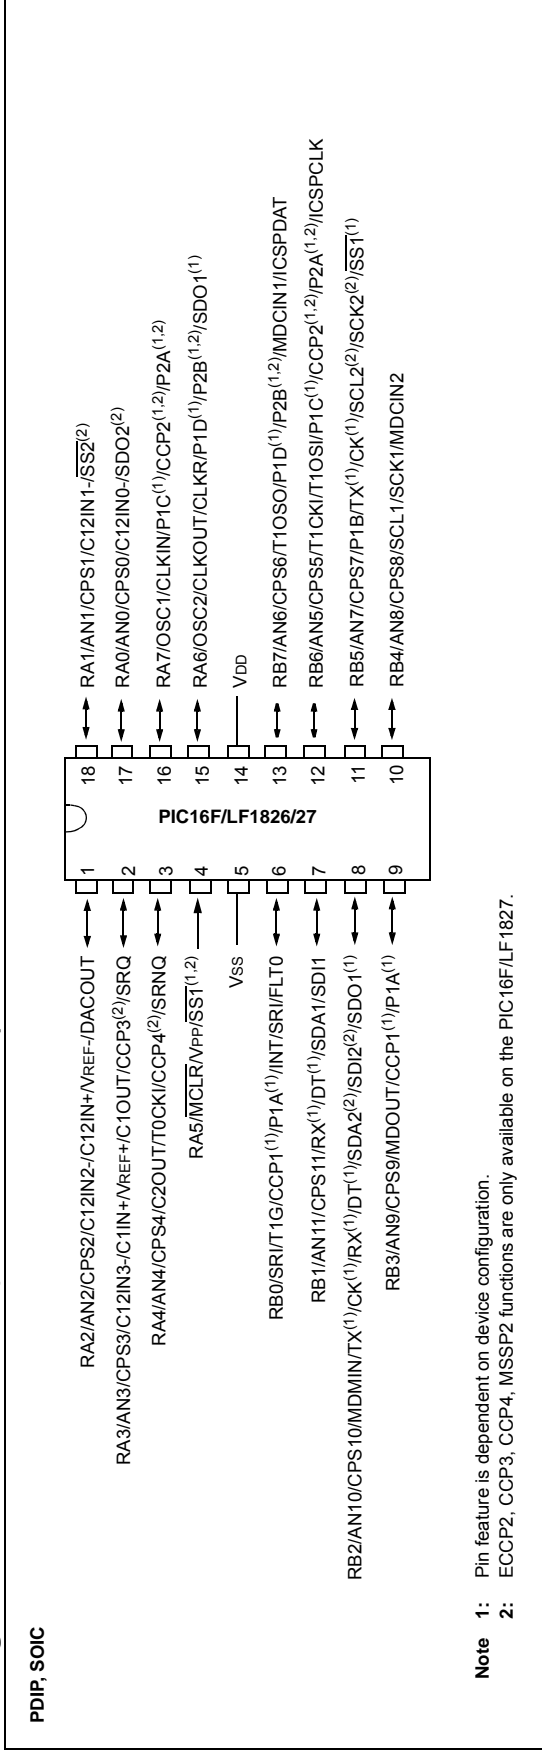 PDIP, SOIC
RA2/AN2/CPS2/C12IN2-/C12IN+/VREF-/DACOUT
RA3/AN3/CPS3/C12IN3-/C1IN+/VREF+/C1OUT/CCP3(2)/SRQ
RA4/AN4/CPS4/C2OUT/T0CKI/CCP4(2)/SRNQ
RA5/MCLR/VPP/SS1(1,2)
VSS
RB0/SRI/T1G/CCP1(1)/P1A(1)/INT/SRI/FLT0
RB1/AN11/CPS11/RX(1)/DT(1)/SDA1/SDI1
RB2/AN10/CPS10/MDMIN/TX(1)/CK(1)/RX(1)/DT(1)/SDA2(2)/SDI2(2)/SDO1(1)
RB3/AN9/CPS9/MDOUT/CCP1(1)/P1A(1)
1
2
3
4
5
6
7
8
9
PIC16F/LF1826/27
18
17
16
15
14
13
12
11
10
RA1/AN1/CPS1/C12IN1-/SS2(2)
RA0/AN0/CPS0/C12IN0-/SDO2(2)
RA7/OSC1/CLKIN/P1C(1)/CCP2(1,2)/P2A(1,2)
RA6/OSC2/CLKOUT/CLKR/P1D(1)/P2B(1,2)/SDO1(1)
VDD
RB7/AN6/CPS6/T1OSO/P1D(1)/P2B(1,2)/MDCIN1/ICSPDAT
RB6/AN5/CPS5/T1CKI/T1OSI/P1C(1)/CCP2(1,2)/P2A(1,2)/ICSPCLK
RB5/AN7/CPS7/P1B/TX(1)/CK(1)/SCL2(2)/SCK2(2)/SS1(1)
RB4/AN8/CPS8/SCL1/SCK1/MDCIN2
Note 1: Pin feature is dependent on device configuration.
2: ECCP2, CCP3, CCP4, MSSP2 functions are only available on the PIC16F/LF1827.